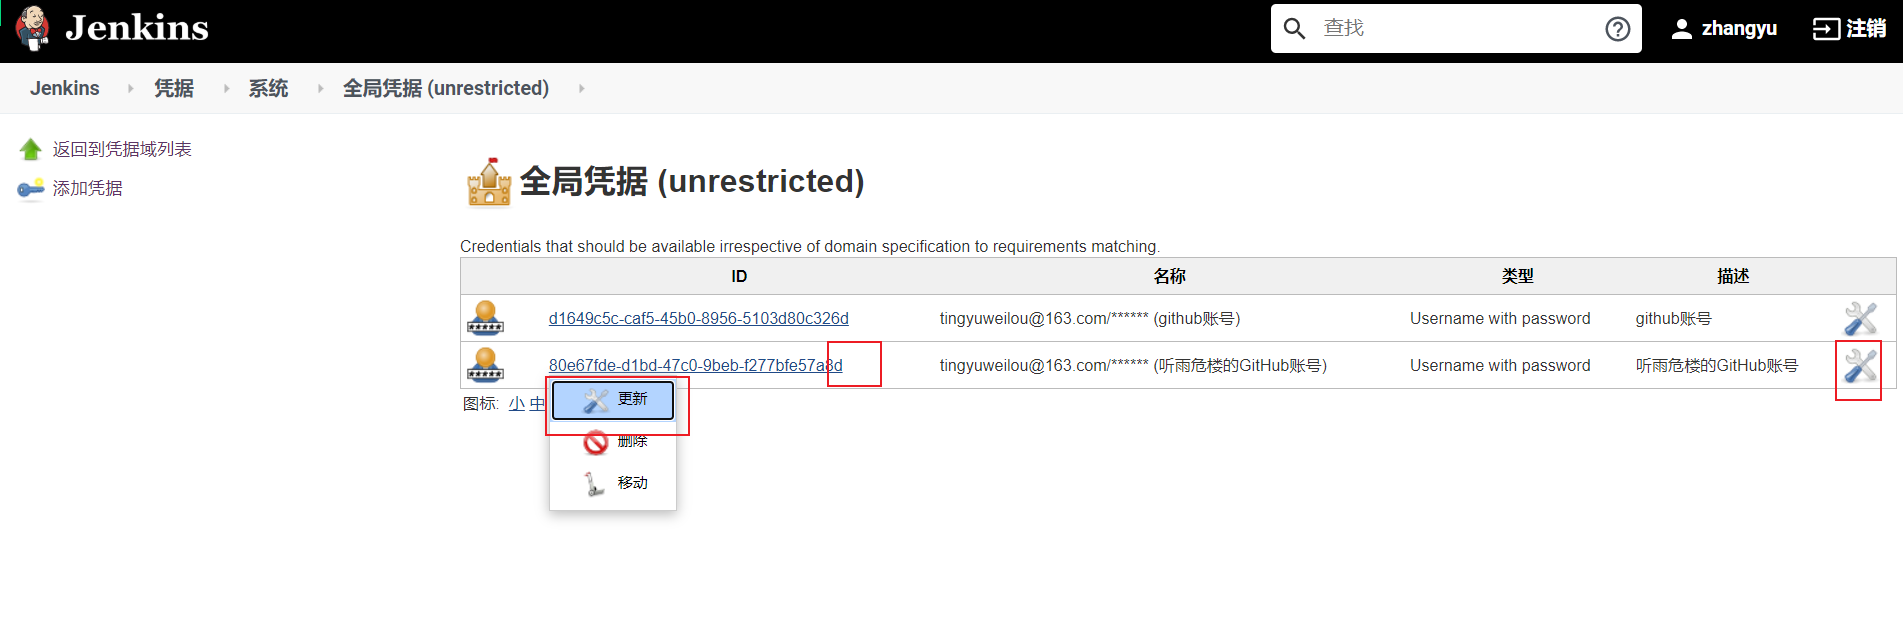 Jenkins
查找
zhangyu
注销
Jenkins 凭据 系统 全局凭据 (unrestricted)
返回到凭据域列表
添加凭据
全局凭据 (unrestricted)
Credentials that should be available irrespective of domain specification to requirements matching.
ID 名称 类型 描述
d1649c5c-caf5-45b0-8956-5103d80c326d tingyuweilou@163.com/****** (github账号) Username with password github账号
80e67fde-d1bd-47c0-9beb-f277bfe57a8d tingyuweilou@163.com/****** (听雨危楼的GitHub账号) Username with password 听雨危楼的GitHub账号
图标: 小 中
更新
删除
移动